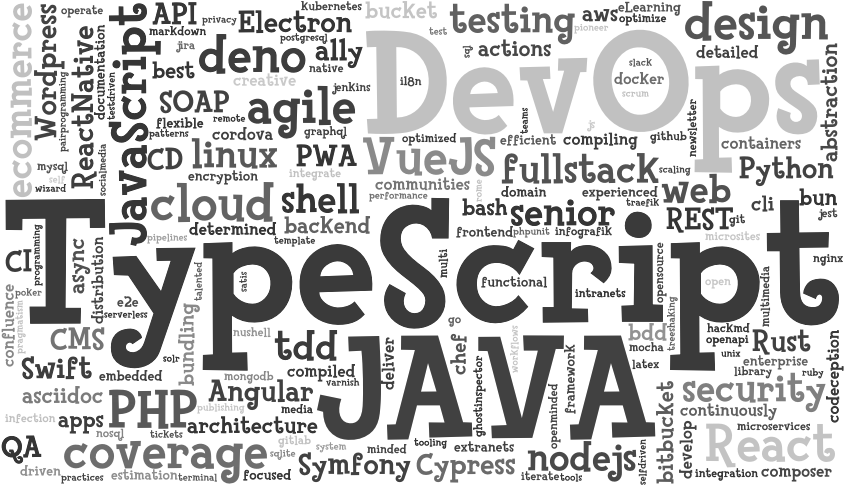 ecommerce
operate
Wordpress
pairprogramming
ReactNative
documentation
testdriven
JavaScript
API
privacy
markdown
jira
best
Electron
kubernetes
postgresql
deno
ally
native
creative
bucket
test
testing
aws
eLearning
optimize
pioneer
sql
actions
design
detailed
DevOps
il8n
slack
docker
scrum
SOAP
flexible
remote
patterns
agile
jenkins
graphql
cordova
CD
linux
PWA
optimized
efficient
teams
js
compiling
github
newsletter
containers
abstraction
mysql
self
wizard
socialmedia
encryption
integrate
VueJS
communities
performance
rome
fullstack
domain
experienced
scaling
traefik
Python
web
cli
bun
jest
cloud
shell
determined
backend
template
pipelines
bash
senior
REST
git
frontend
phpunit
infografik
microsites
nginx
TypeScript
CI
programming
async
distribution
poker
pragmatism
confluence
e2e
serverless
talented
satis
multi
functional
intranets
opensource
open
multimedia
CMS
solr
bundling
nushell
tdd
compiled
mongodb
varnish
deliver
go
chef
workflows
bdd
mocha
latex
treeshaking
hackmd
openapi
unix
Rust
enterprise
library
ruby
codeception
Swift
embedded
asciidoc
Angular
media
publishing
PHP
JAVA
ghostinspector
framework
openminded
security
continuously
bitbucket
infection
apps
nosql
tickets
architecture
gitlab
system
sqlite
minded
tooling
extranets
microservices
develop
React
QA
driven
practices
coverage
estimation
terminal
focused
Symfony
Cypress
iterate
tools
nodejs
selfdriven
integration
composer